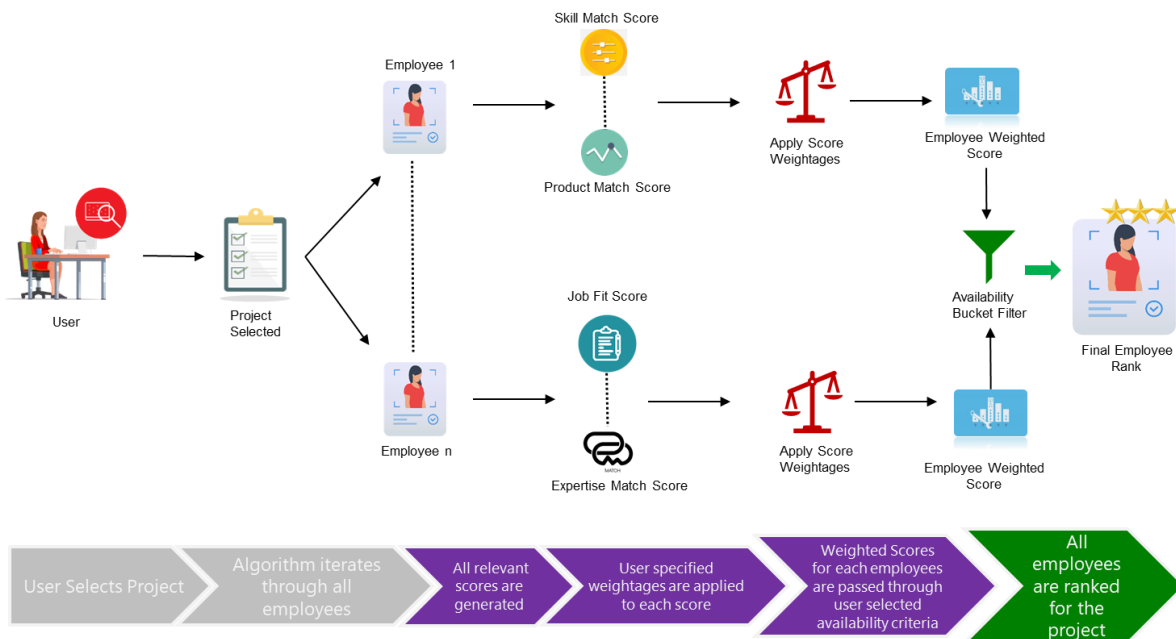 Skill Match Score
Employee 1
Product Match Score
Apply Score
Weightages
Employee Weighted
Score
User
Project
Selected
Job Fit Score
Availability
Bucket Filter
Final Employee
Rank
Employee n
MATCH
Expertise Match Score
Apply Score
Weightages
Employee Weighted
Score
User Selects Project
Algorithm iterates
through all
employees
All relevant
scores are
generated
User specified
weightages are applied
to each score
Weighted Scores
for each employees
are passed through
user selected
availability criteria
All
employees
are ranked
for the
project